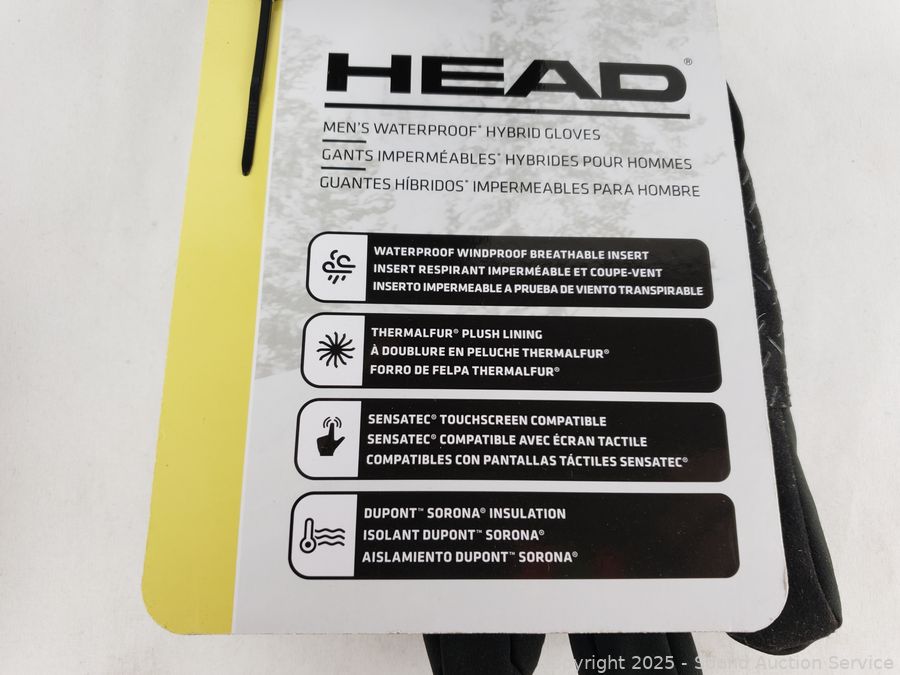 HEAD®
MEN'S WATERPROOF* HYBRID GLOVES
GANTS IMPERMÉABLES* HYBRIDES POUR HOMMES
GUANTES HÍBRIDOS* IMPERMEABLES PARA HOMBRE
WATERPROOF WINDPROOF BREATHABLE INSERT
INSERT RESPIRANT IMPERMÉABLE ET COUPE-VENT
INSERTO IMPERMEABLE A PRUEBA DE VIENTO TRANSPIRABLE
THERMALFUR® PLUSH LINING
À DOUBLURE EN PELUCHE THERMALFUR®
FORRO DE FELPA THERMALFUR®
SENSATEC® TOUCHSCREEN COMPATIBLE
SENSATEC® COMPATIBLE AVEC ÉCRAN TACTILE
COMPATIBLES CON PANTALLAS TÁCTILES SENSATEC®
DUPONT™ SORONA® INSULATION
ISOLANT DUPONT™ SORONA®
AISLAMIENTO DUPONT™ SORONA®
2025 - Auction Service